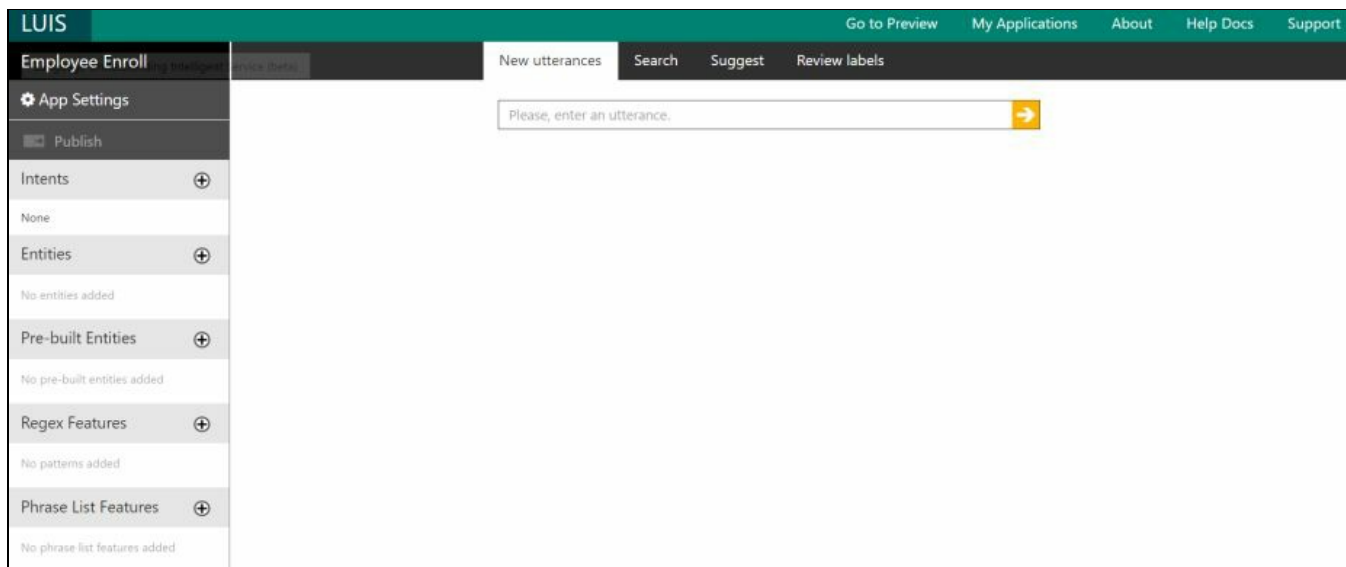 LUIS
Go to Preview My Applications About Help Docs Support
Employee Enroll
New utterances Search Suggest Review labels
App Settings
Please, enter an utterance.
Publish
Intents
None
Entities
No entities added
Pre-built Entities
No pre-built entities added
Regex Features
No patterns added
Phrase List Features
No phrase list features added